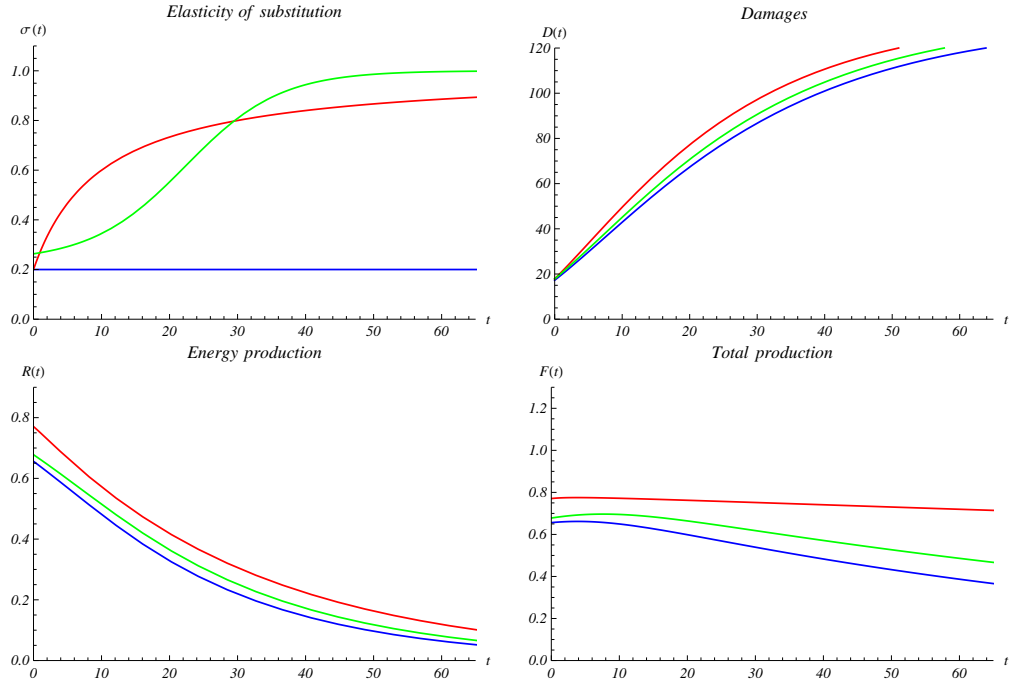 Elasticity of substitution
σ(t)
1.0
0.8
0.6
0.4
0.2
0.0
0 10 20 30 40 50 60 t
Damages
D(t)
120
100
80
60
40
20
0
0 10 20 30 40 50 60 t
Energy production
R(t)
0.8
0.6
0.4
0.2
0.0
0 10 20 30 40 50 60 t
Total production
F(t)
1.2
1.0
0.8
0.6
0.4
0.2
0.0
0 10 20 30 40 50 60 t